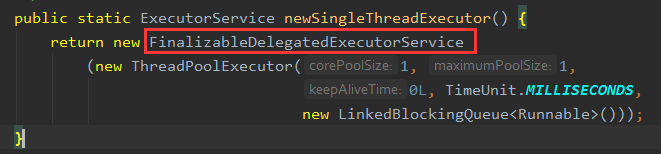 public static ExecutorService newSingleThreadExecutor() {
return new FinalizableDelegatedExecutorService
(new ThreadPoolExecutor( corePoolSize: 1, maximumPoolSize: 1,
keepAliveTime: 0L, TimeUnit.MILLISECONDS,
new LinkedBlockingQueue<Runnable>()));
}